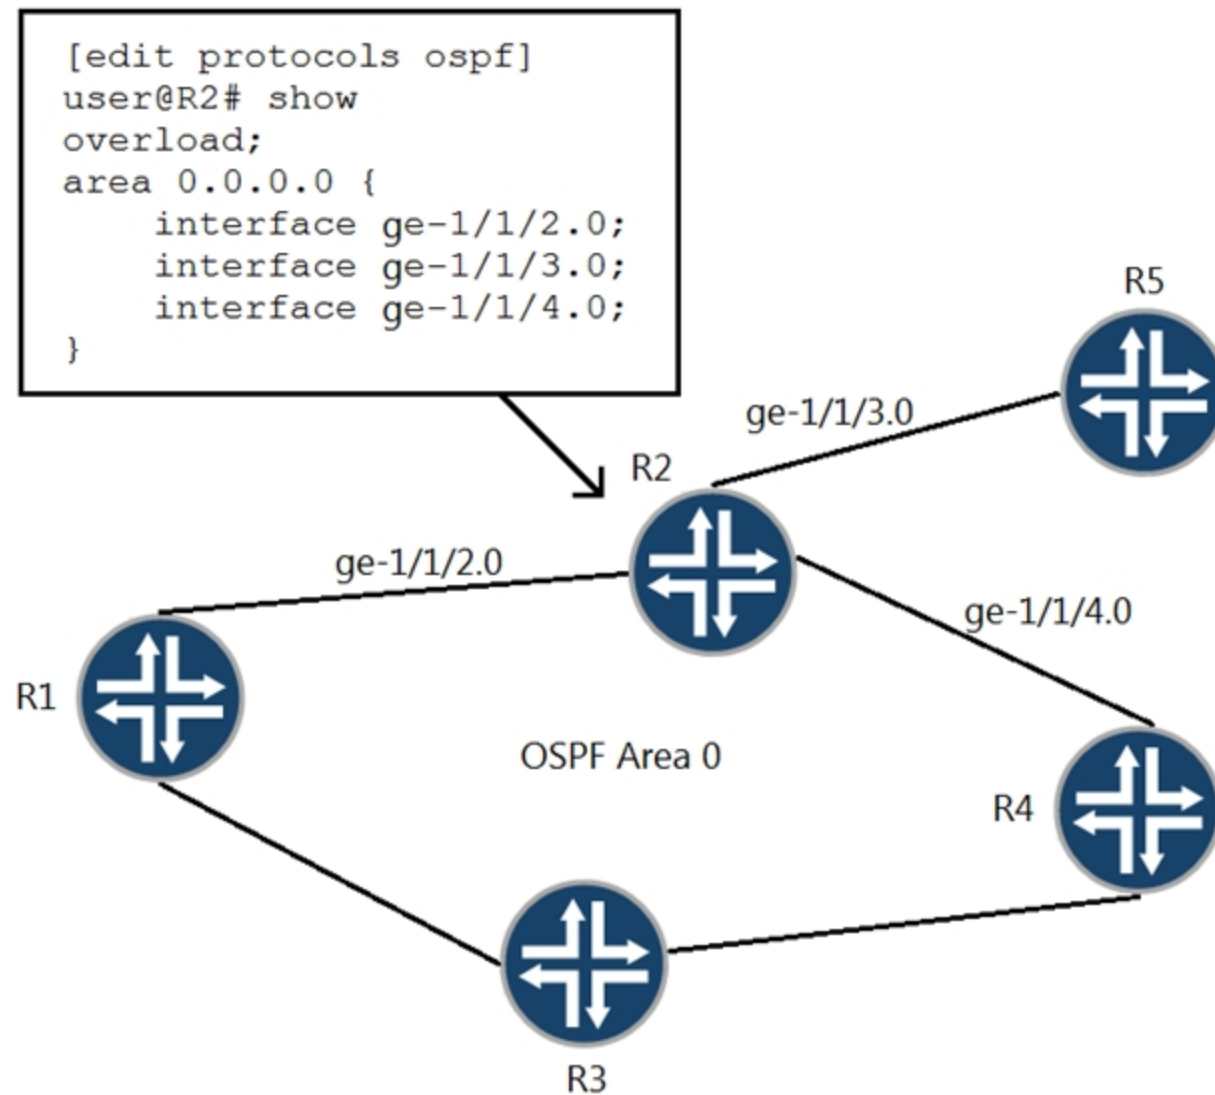 [edit protocols ospf]
user@R2# show
overload;
area 0.0.0.0 {
interface ge-1/1/2.0;
interface ge-1/1/3.0;
interface ge-1/1/4.0;
}
R5
ge-1/1/3.0
R2
ge-1/1/2.0
ge-1/1/4.0
R1
OSPF Area 0
R4
R3